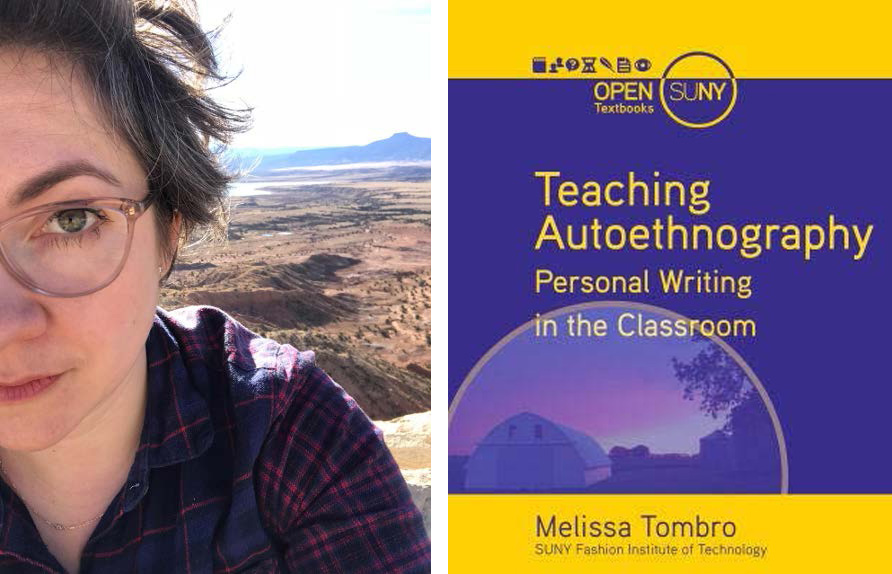 OPEN
Textbooks
SUNY
Teaching
Autoethnography
Personal Writing
in the Classroom
Melissa Tombro
SUNY Fashion Institute of Technology